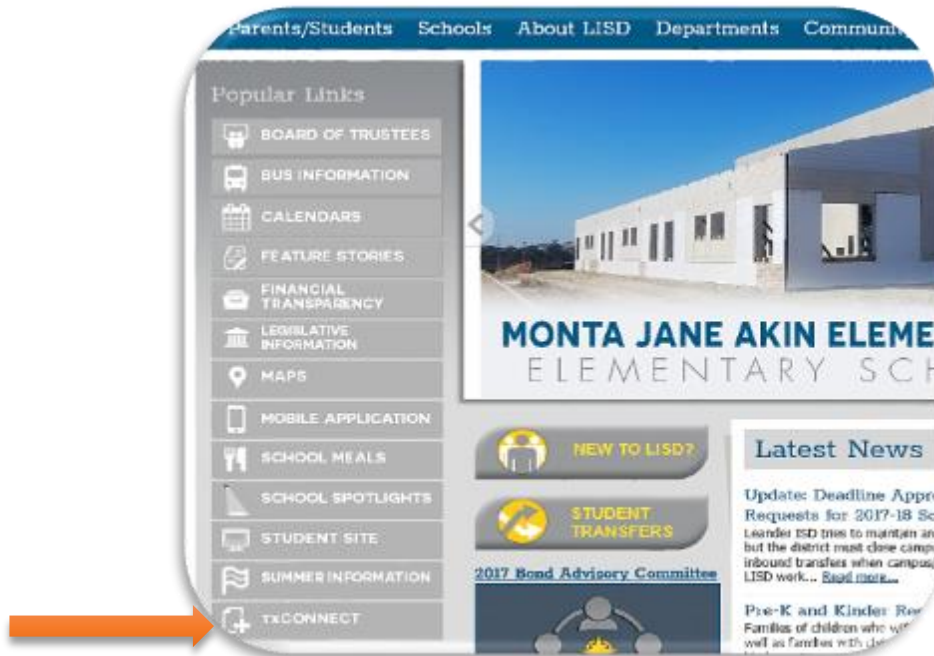 Parents/Students Schools About LISD Departments
Popular Links
BOARD OF TRUSTEES
BUS INFORMATION
CALENDARS
FEATURE STORIES
FINANCIAL
TRANSPARENCY
LEGISLATIVE
INFORMATION
MAPS
MOBILE APPLICATION
SCHOOL MEALS
SCHOOL SPOTLIGHTS
STUDENT SITE
SUMMER INFORMATION
TXCONNECT
MONTA JANE AKIN ELEME
ELEMENTARY SCH
NEW TO LISD?
STUDENT
TRANSFERS
2017 Bond Advisory Committee
Latest News
Update: Deadline Appr
Requests for 2017-18 Sc
Leander ISD tries to maintain an
but the district must close camp
inbound transfers when campus
LISD work... Read more...
Pre-K and Kinder Re
Families of children who
well as families with